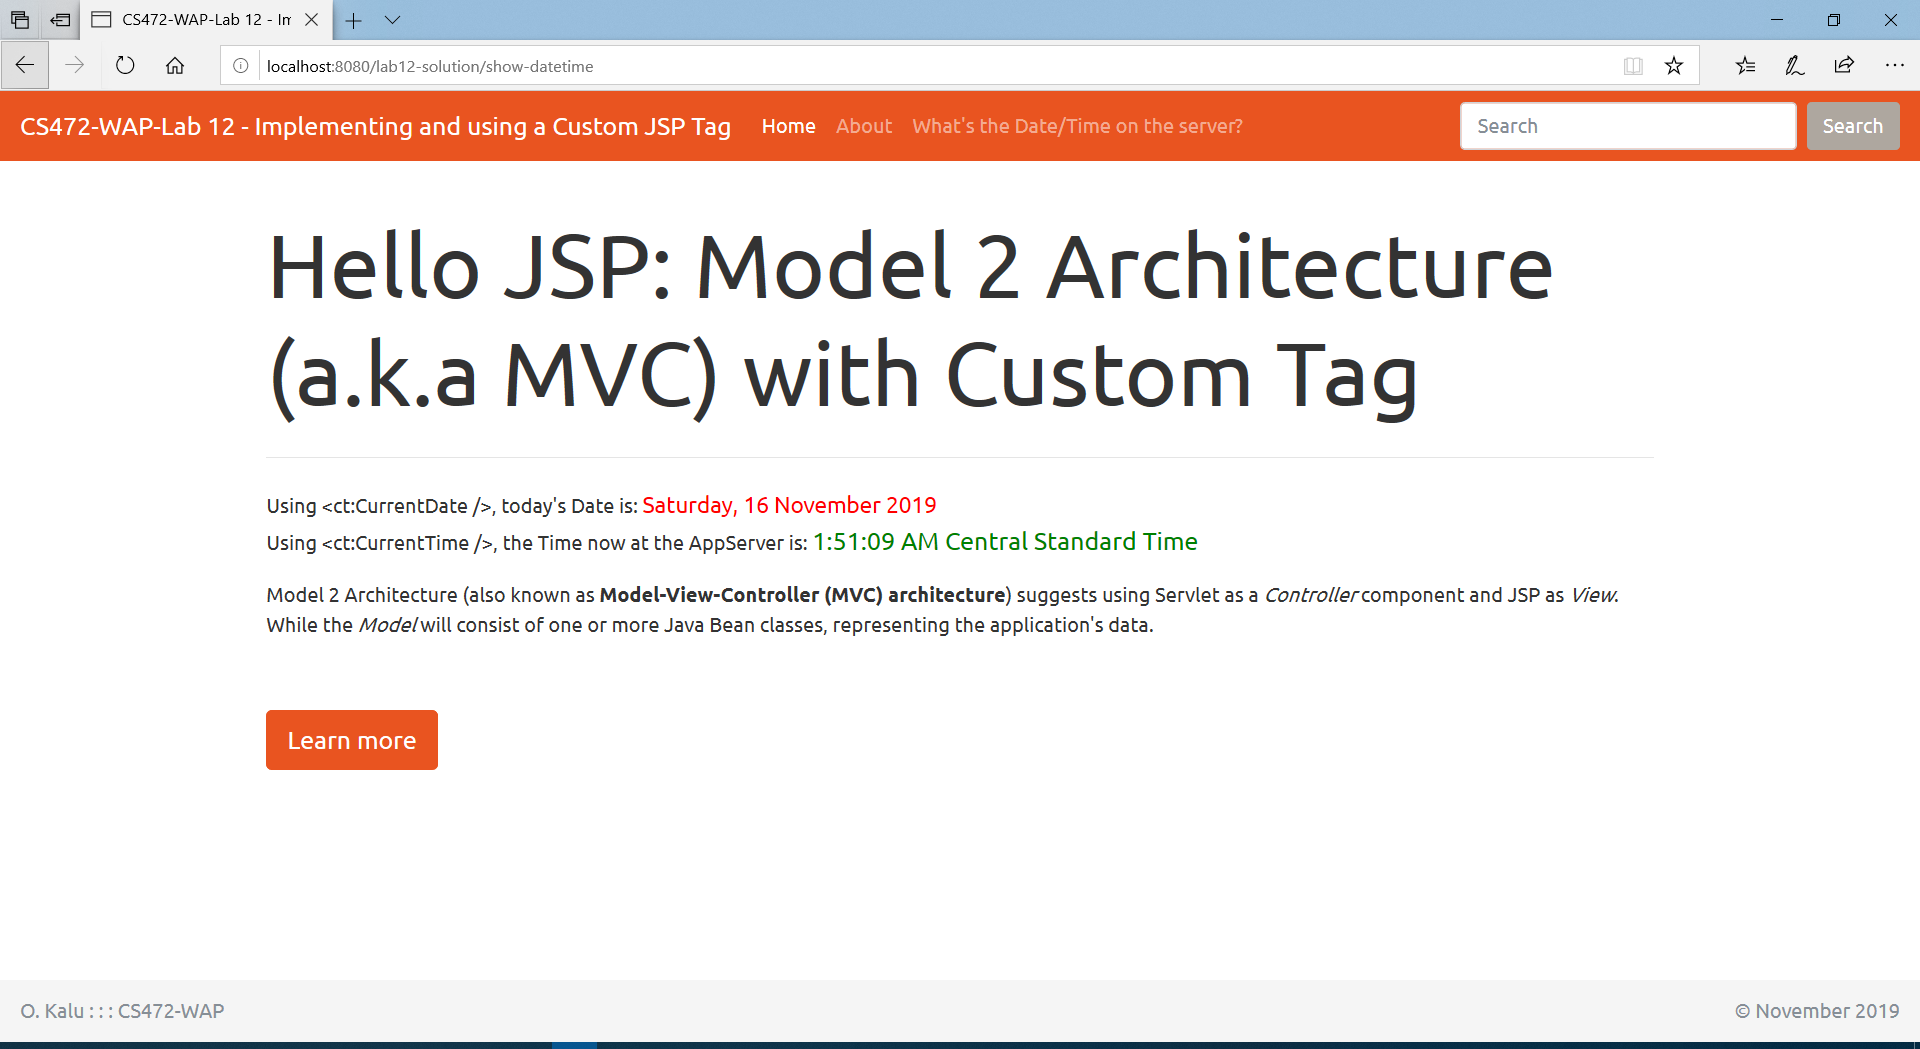 CS472-WAP-Lab 12 - Im
localhost:8080/lab12-solution/show-datetime
CS472-WAP-Lab 12 - Implementing and using a Custom JSP Tag Home About What's the Date/Time on the server? Search Search
Hello JSP: Model 2 Architecture
(a.k.a MVC) with Custom Tag
Using <ct:CurrentDate />, today's Date is: Saturday, 16 November 2019
Using <ct:CurrentTime />, the Time now at the AppServer is: 1:51:09 AM Central Standard Time
Model 2 Architecture (also known as Model-View-Controller (MVC) architecture) suggests using Servlet as a Controller component and JSP as View.
While the Model will consist of one or more Java Bean classes, representing the application's data.
Learn more
O. Kalu : : : CS472-WAP © November 2019